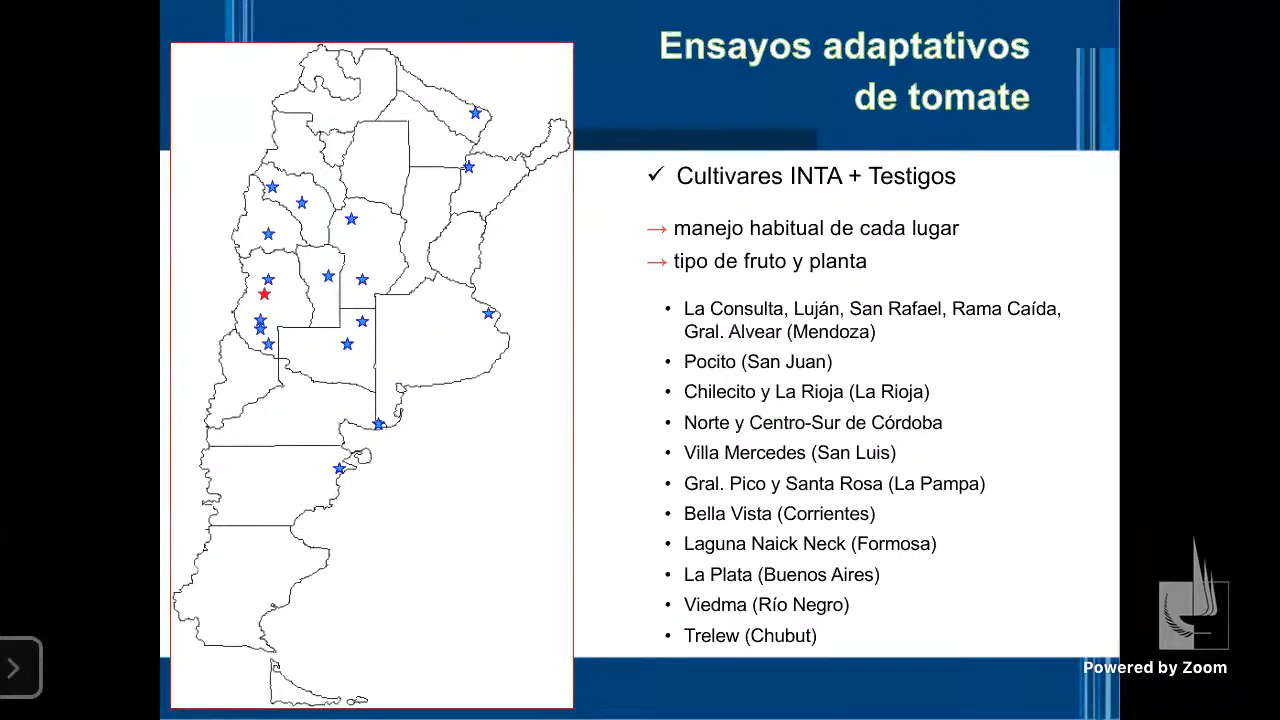 Ensayos adaptativos
de tomate
✓ Cultivares INTA + Testigos
→ manejo habitual de cada lugar
→ tipo de fruto y planta
• La Consulta, Luján, San Rafael, Rama Caída,
Gral. Alvear (Mendoza)
• Pocito (San Juan)
• Chilecito y La Rioja (La Rioja)
• Norte y Centro-Sur de Córdoba
• Villa Mercedes (San Luis)
• Gral. Pico y Santa Rosa (La Pampa)
• Bella Vista (Corrientes)
• Laguna Naick Neck (Formosa)
• La Plata (Buenos Aires)
• Viedma (Río Negro)
• Trelew (Chubut)
Powered by Zoom